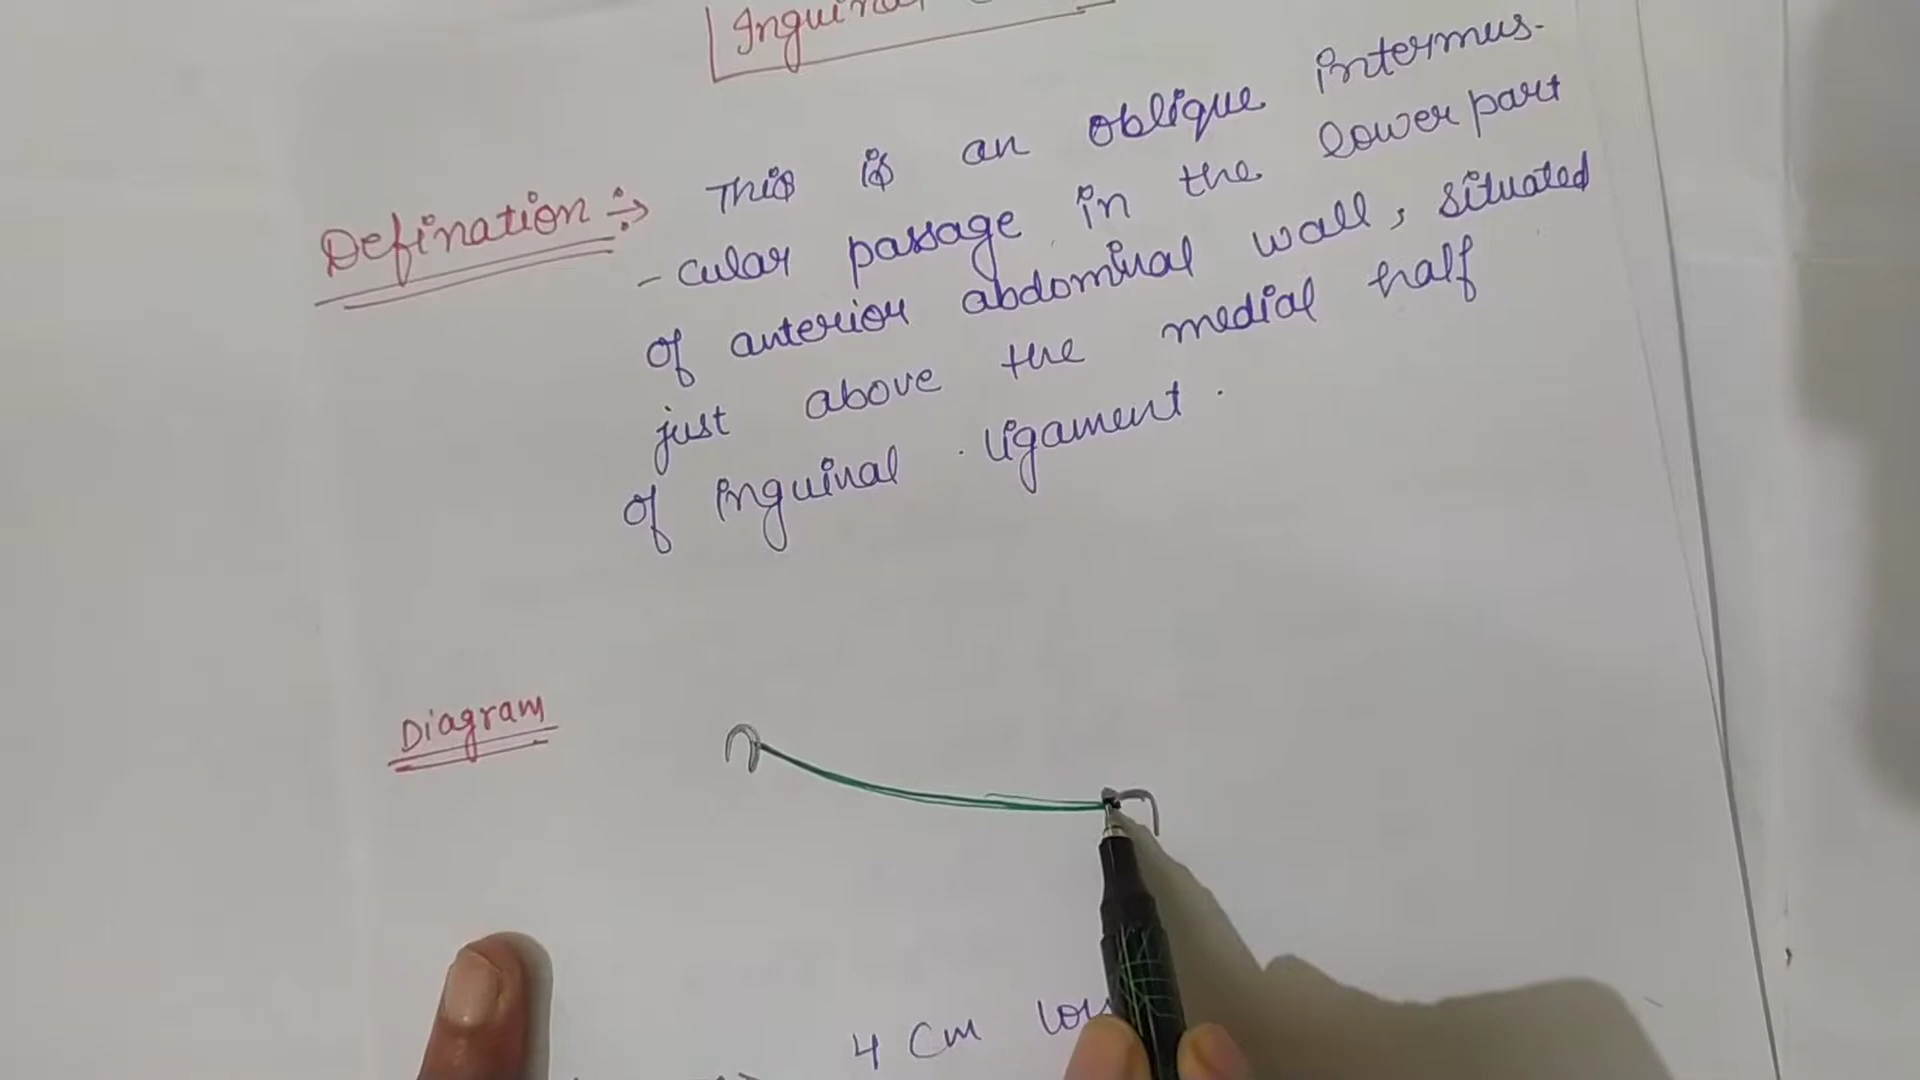 Inguinal
Defination :→ This is an oblique intermus-
-cular passage in the lower part
of anterior abdominal wall, situated
just above the medial half
of inguinal ligament.
Diagram
4 cm